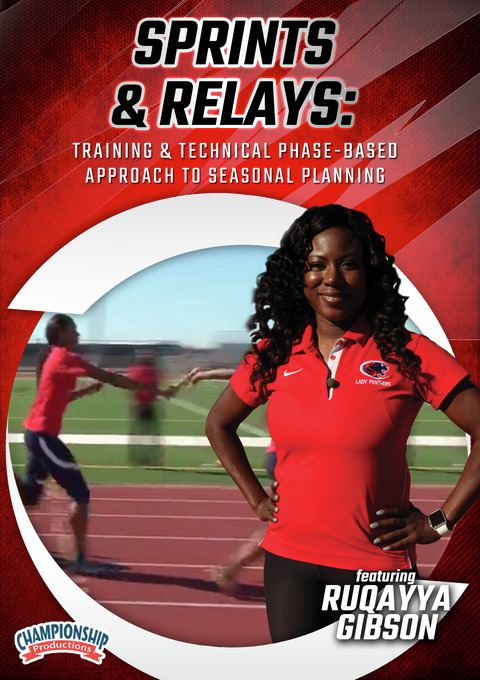 SPRINTS
& RELAYS:
TRAINING & TECHNICAL PHASE-BASED
APPROACH TO SEASONAL PLANNING
LADY PANTHERS
featuring
RUQAYYA
GIBSON
CHAMPIONSHIP
Productions